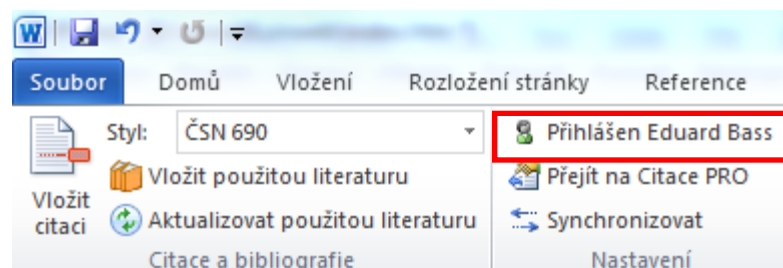 W
Soubor Domů Vložení Rozložení stránky Reference
Styl: ČSN 690
Přihlášen Eduard Bass
Vložit citaci
Vložit použitou literaturu
Přejít na Citace PRO
Aktualizovat použitou literaturu
Synchronizovat
Citace a bibliografie
Nastavení